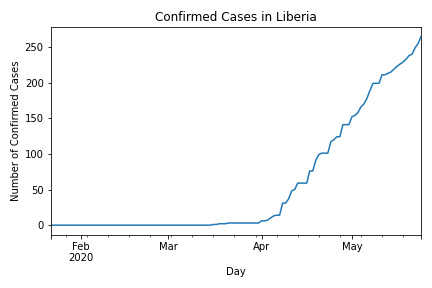 Confirmed Cases in Liberia
Number of Confirmed Cases
250
200
150
100
50
0
Feb
2020
Mar
Apr
May
Day